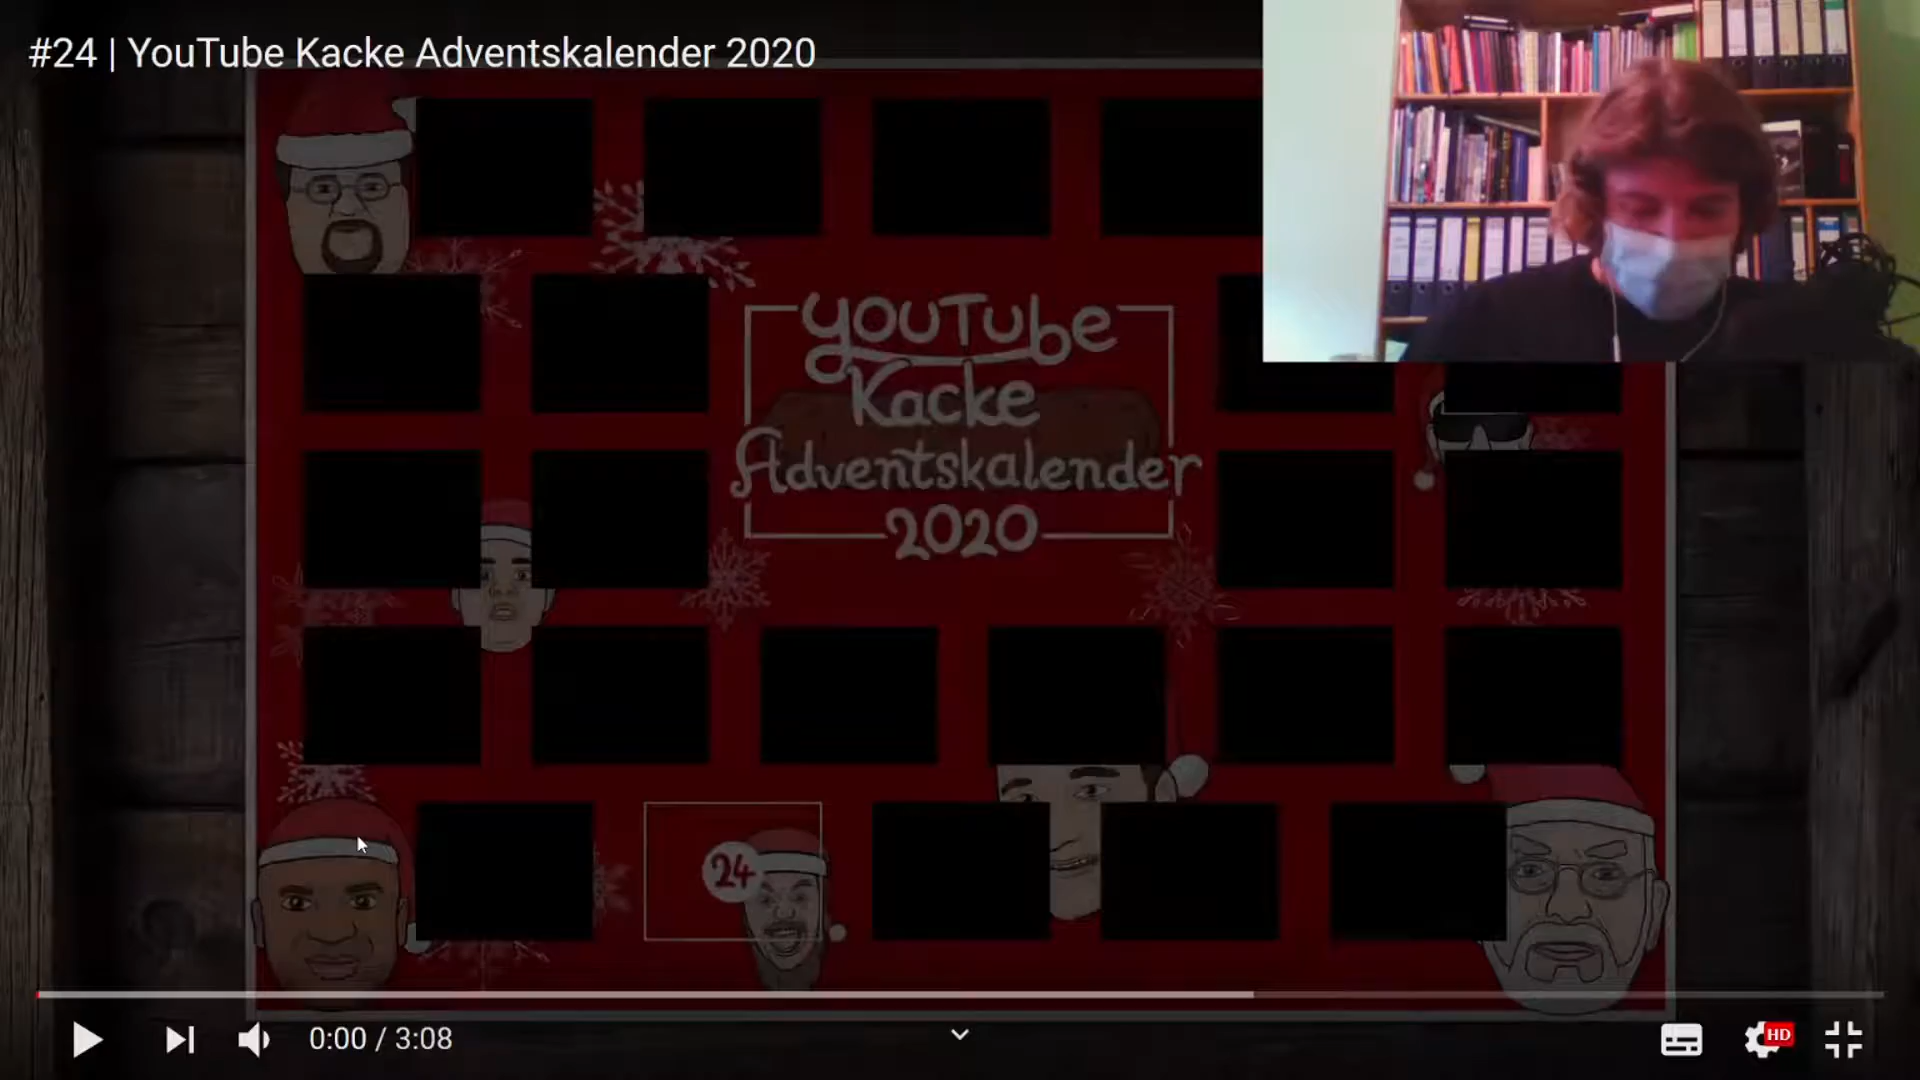 #24 | YouTube Kacke Adventskalender 2020
YouTube
Kacke
Adventskalender
2020
24
0:00 / 3:08
HD